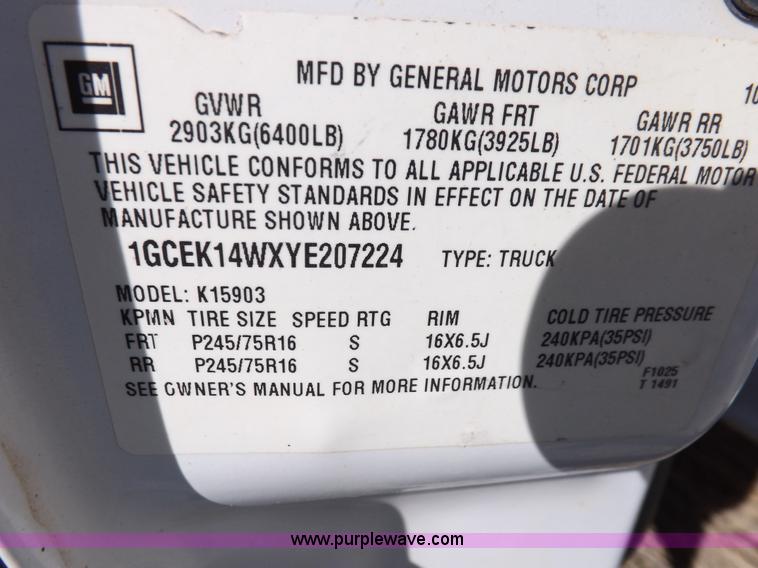 GM
MFD BY GENERAL MOTORS CORP 10
GVWR GAWR FRT GAWR RR
2903KG(6400LB) 1780KG(3925LB) 1701KG(3750LB)
THIS VEHICLE CONFORMS TO ALL APPLICABLE U.S. FEDERAL MOTOR
VEHICLE SAFETY STANDARDS IN EFFECT ON THE DATE OF
MANUFACTURE SHOWN ABOVE.
1GCEK14WXYE207224 TYPE: TRUCK
MODEL: K15903
KPMN TIRE SIZE SPEED RTG RIM COLD TIRE PRESSURE
FRT P245/75R16 S 16X6.5J 240KPA(35PSI)
RR P245/75R16 S 16X6.5J 240KPA(35PSI)
SEE OWNER'S MANUAL FOR MORE INFORMATION.
F1025
T 1491
www.purplewave.com